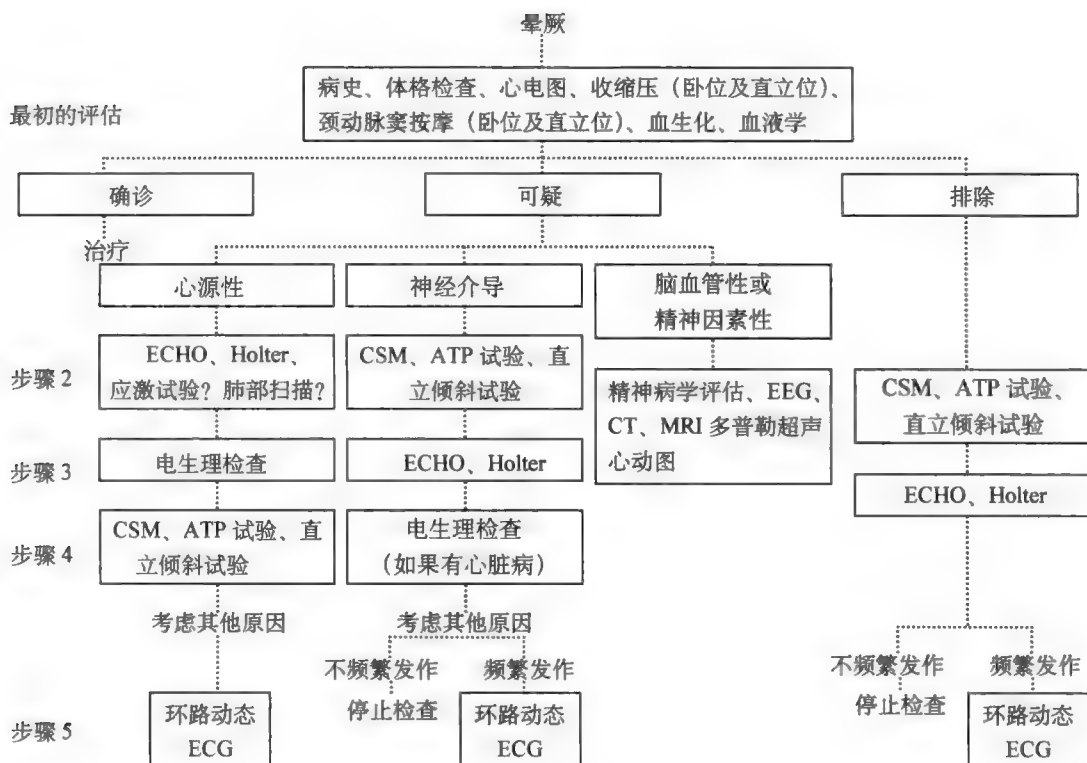 晕厥
最初的评估
病史、体格检查、心电图、收缩压（卧位及直立位）、
颈动脉窦按摩（卧位及直立位）、血生化、血液学
确诊
可疑
排除
治疗
心源性
神经介导
脑血管性或
精神因素性
步骤 2
ECHO、Holter、
应激试验？肺部扫描？
CSM、ATP 试验、直
立倾斜试验
精神病学评估、EEG、
CT、MRI 多普勒超声
心动图
CSM、ATP 试验、
直立倾斜试验
步骤 3
电生理检查
ECHO、Holter
ECHO、Holter
步骤 4
CSM、ATP 试验、直
立倾斜试验
电生理检查
（如果有心脏病）
考虑其他原因
考虑其他原因
不频繁发作
频繁发作
不频繁发作
频繁发作
停止检查
停止检查
步骤 5
环路动态
ECG
环路动态
ECG
环路动态
ECG